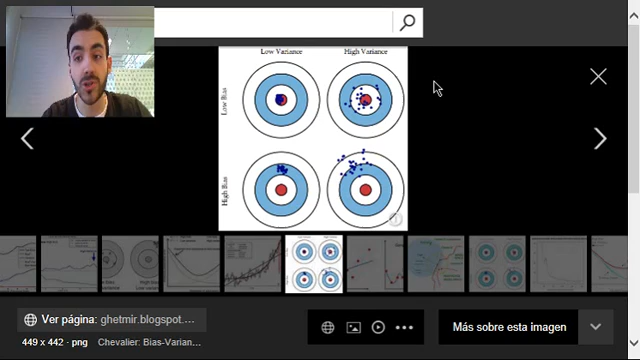 Low Variance High Variance
Low Bias
High Bias
Ver página: ghetmir.blogspot....
Más sobre esta imagen
449 x 442 · png Chevalier: Bias-Varian...